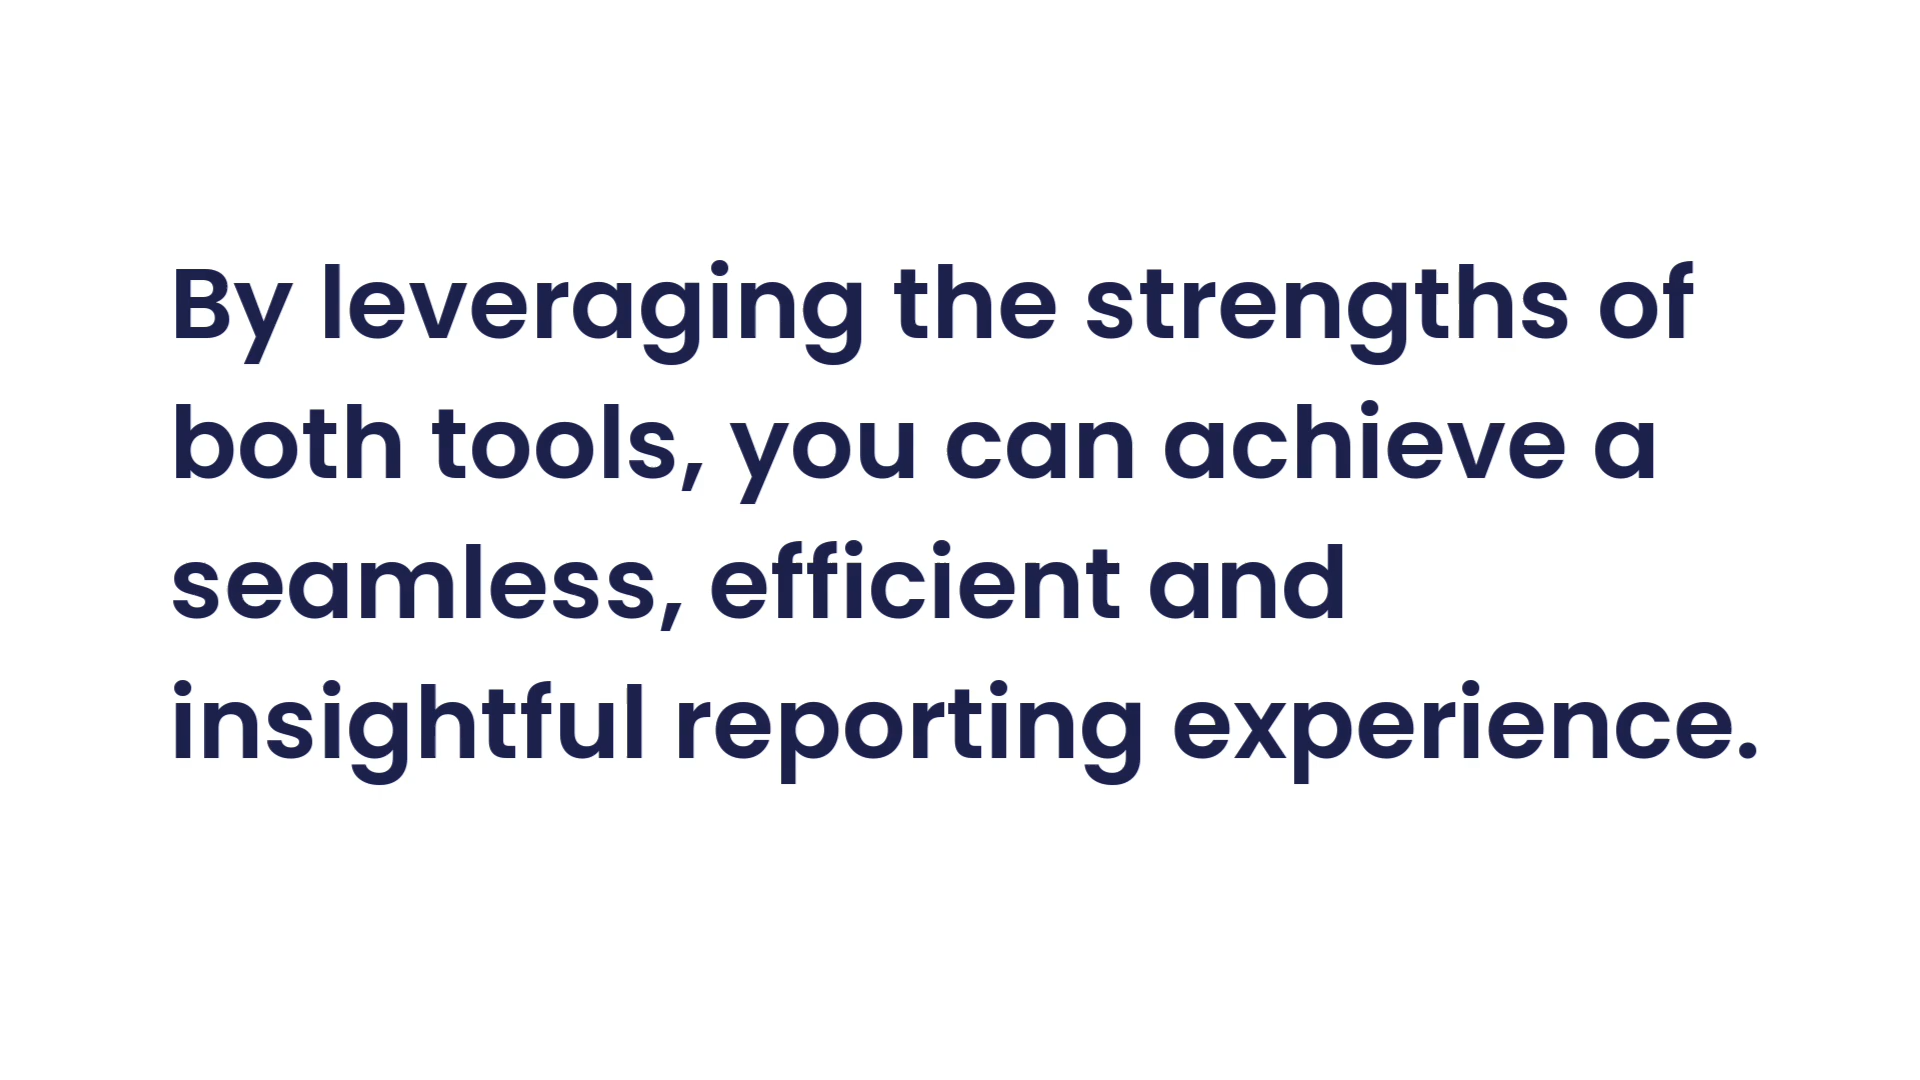 By leveraging the strengths of
both tools, you can achieve a
seamless, efficient and
insightful reporting experience.